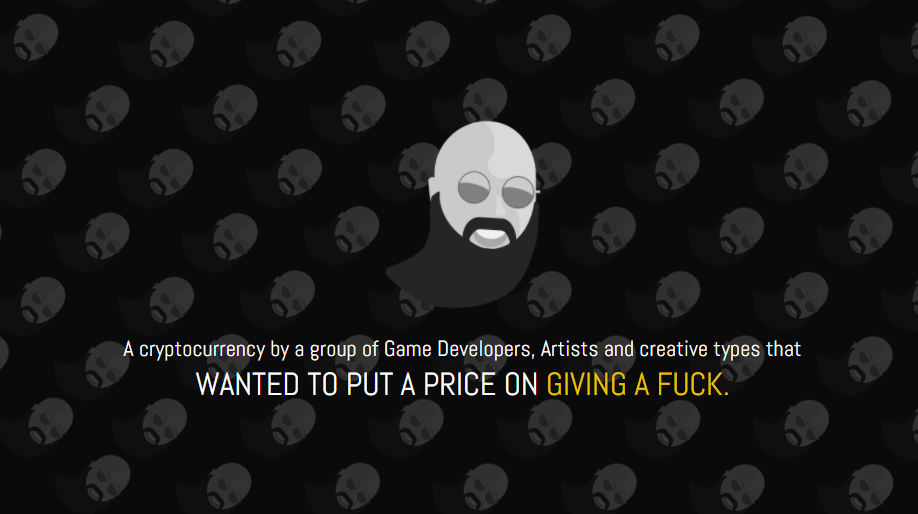 A cryptocurrency by a group of Game Developers, Artists and creative types that
WANTED TO PUT A PRICE ON GIVING A FUCK.